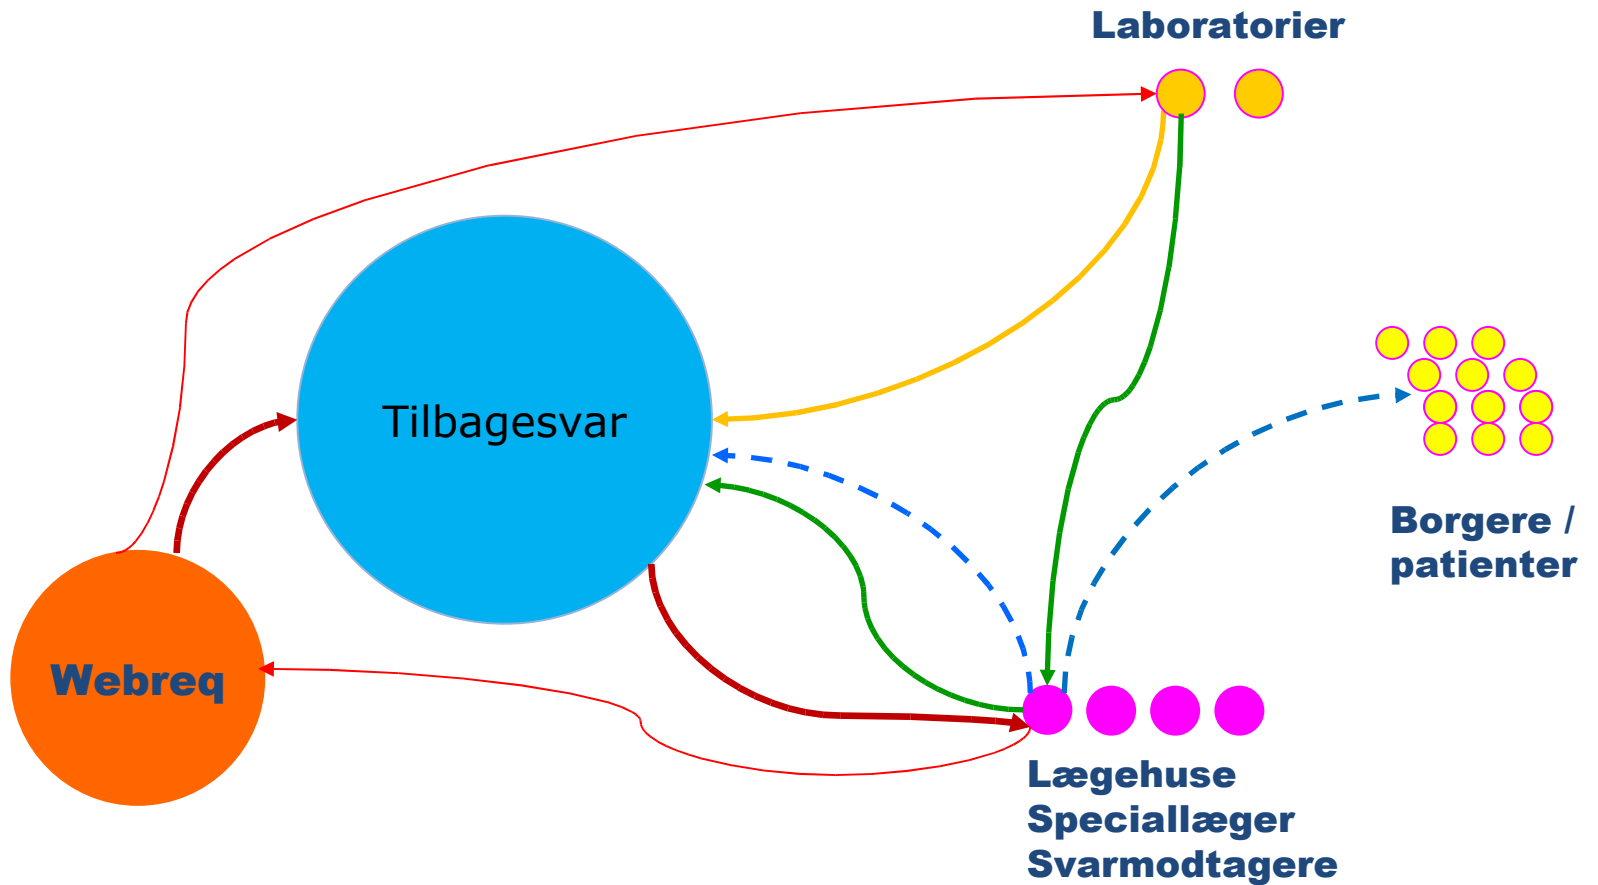 Laboratorier
Tilbagesvar
Borgere /
patienter
Webreq
Lægehuse
Speciallæger
Svarmodtagere